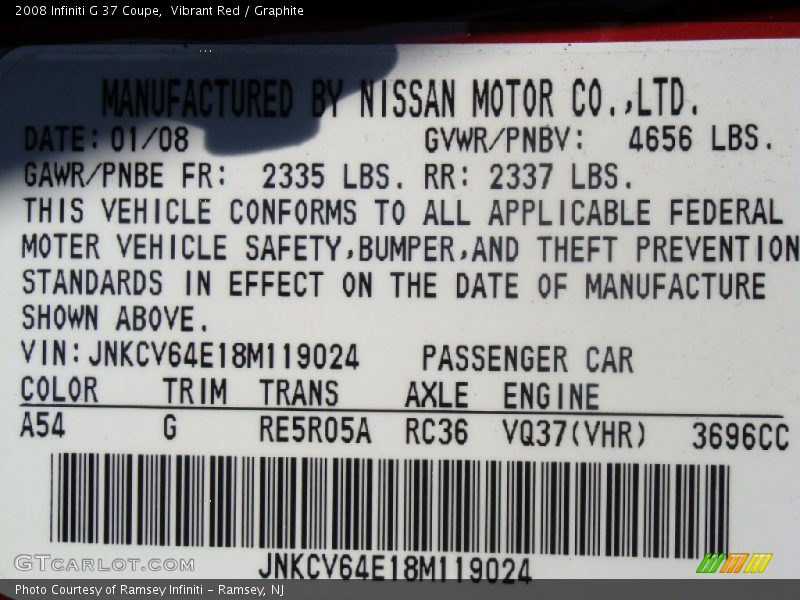 2008 Infiniti G 37 Coupe, Vibrant Red / Graphite
MANUFACTURED BY NISSAN MOTOR CO.,LTD.
DATE: 01/08 GVWR/PNBV: 4656 LBS.
GAWR/PNBE FR: 2335 LBS. RR: 2337 LBS.
THIS VEHICLE CONFORMS TO ALL APPLICABLE FEDERAL
MOTER VEHICLE SAFETY,BUMPER,AND THEFT PREVENTION
STANDARDS IN EFFECT ON THE DATE OF MANUFACTURE
SHOWN ABOVE.
VIN: JNKCV64E18M119024 PASSENGER CAR
COLOR TRIM TRANS AXLE ENGINE
A54 G RE5R05A RC36 VQ37(VHR) 3696CC
JNKCV64E18M119024
GTCARLOT.COM
Photo Courtesy of Ramsey Infiniti - Ramsey, NJ